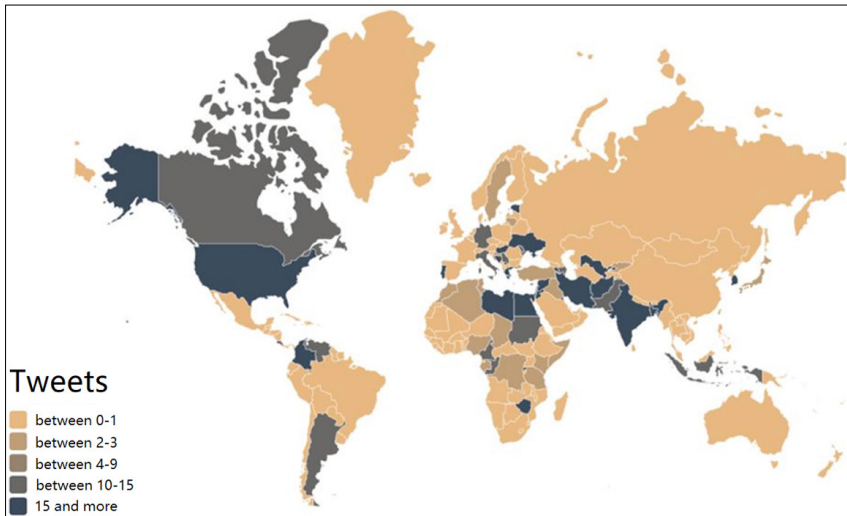 Tweets
between 0-1
between 2-3
between 4-9
between 10-15
15 and more